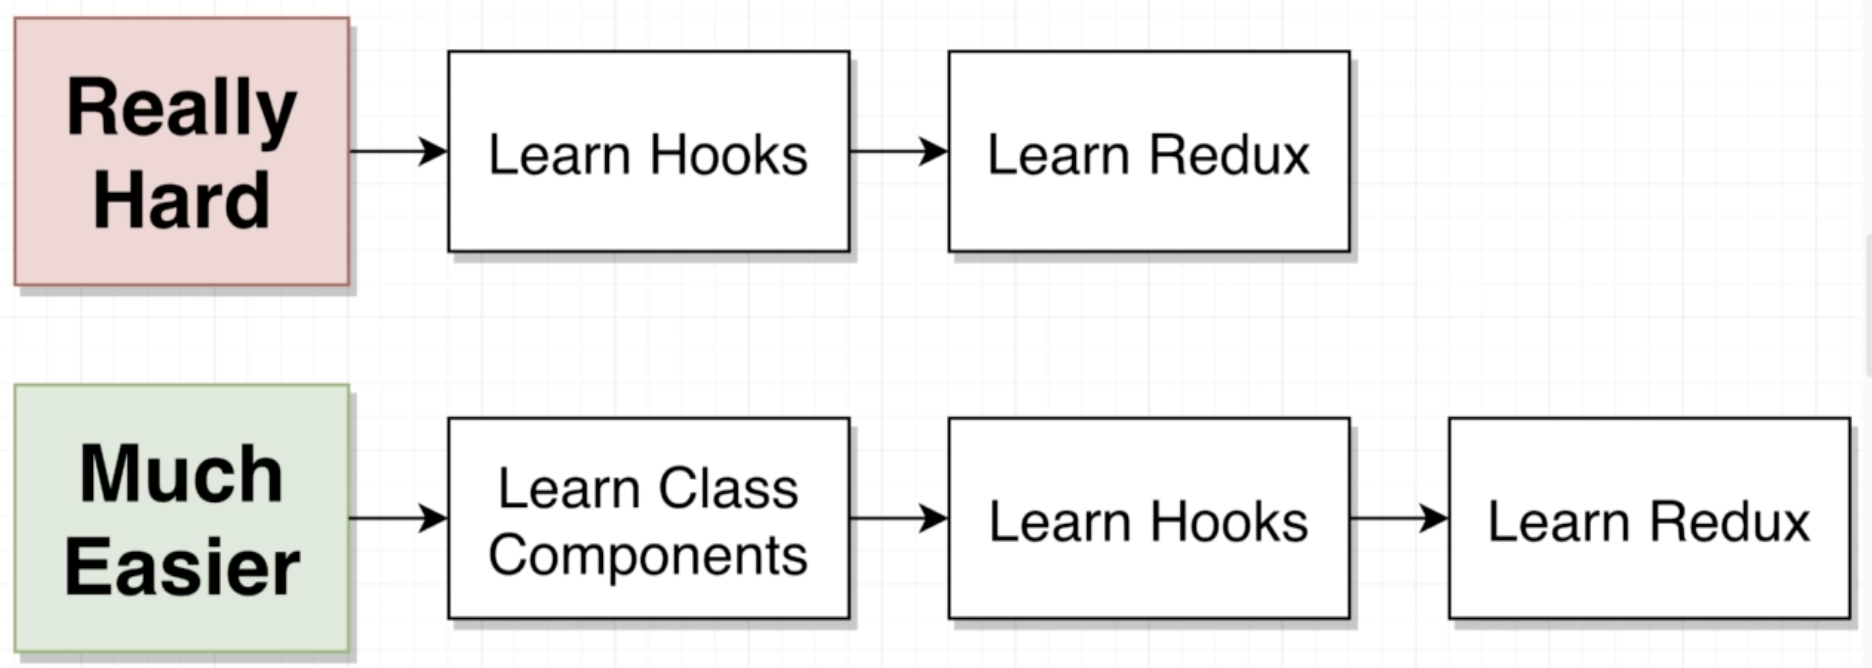 Really
Hard
Learn Hooks
Learn Redux
Much
Easier
Learn Class
Components
Learn Hooks
Learn Redux